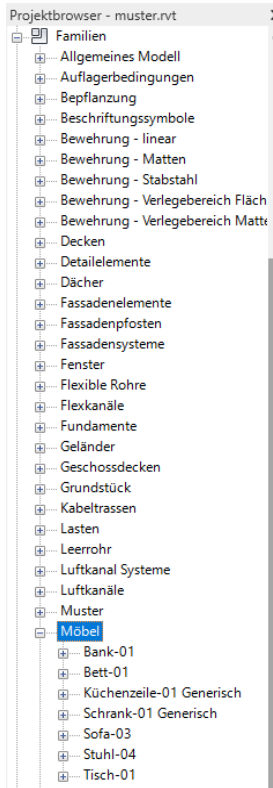 Projektbrowser - muster.rvt
Familien
Allgemeines Modell
Auflagerbedingungen
Bepflanzung
Beschriftungssymbole
Bewehrung - linear
Bewehrung - Matten
Bewehrung - Stabstahl
Bewehrung - Verlegebereich Fläch
Bewehrung - Verlegebereich Matte
Decken
Detailelemente
Dächer
Fassadenelemente
Fassadenpfosten
Fassadensysteme
Fenster
Flexible Rohre
Flexkanäle
Fundamente
Geländer
Geschossdecken
Grundstück
Kabeltrassen
Lasten
Leerrohr
Luftkanal Systeme
Luftkanäle
Muster
Möbel
Bank-01
Bett-01
Küchenzeile-01 Generisch
Schrank-01 Generisch
Sofa-03
Stuhl-04
Tisch-01